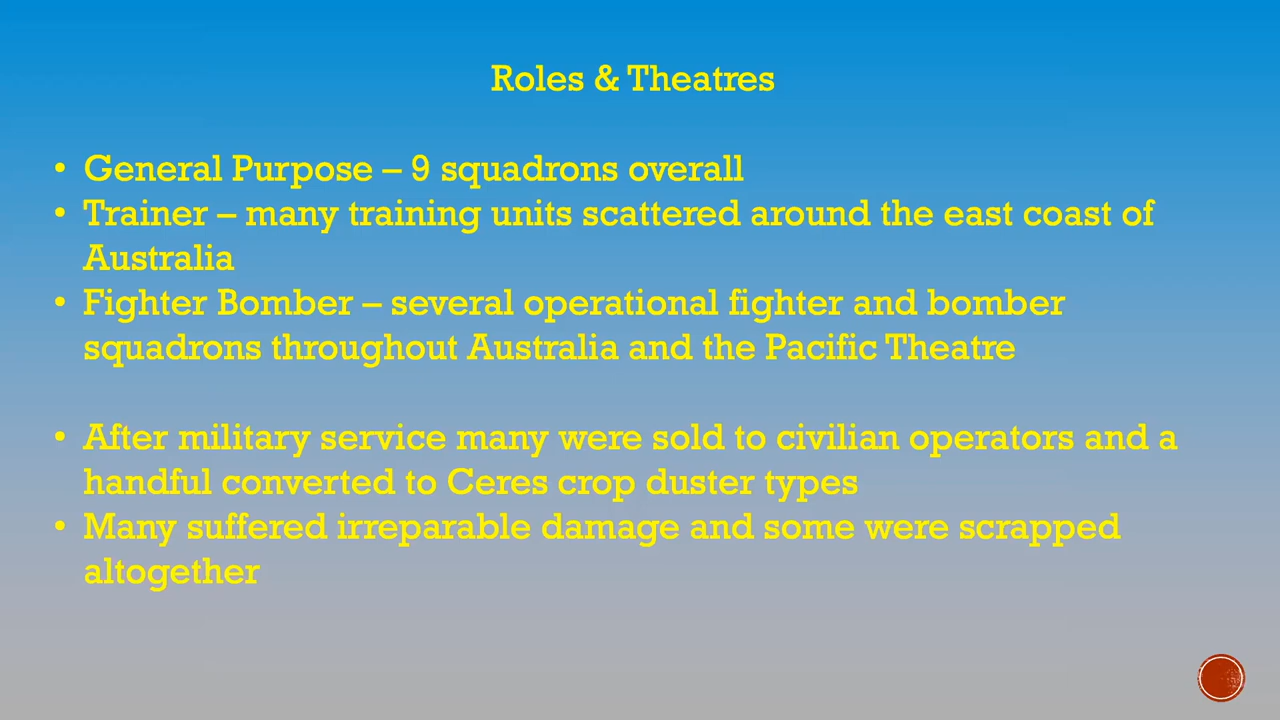 Roles & Theatres
• General Purpose – 9 squadrons overall
• Trainer – many training units scattered around the east coast of
Australia
• Fighter Bomber – several operational fighter and bomber
squadrons throughout Australia and the Pacific Theatre
• After military service many were sold to civilian operators and a
handful converted to Ceres crop duster types
• Many suffered irreparable damage and some were scrapped
altogether